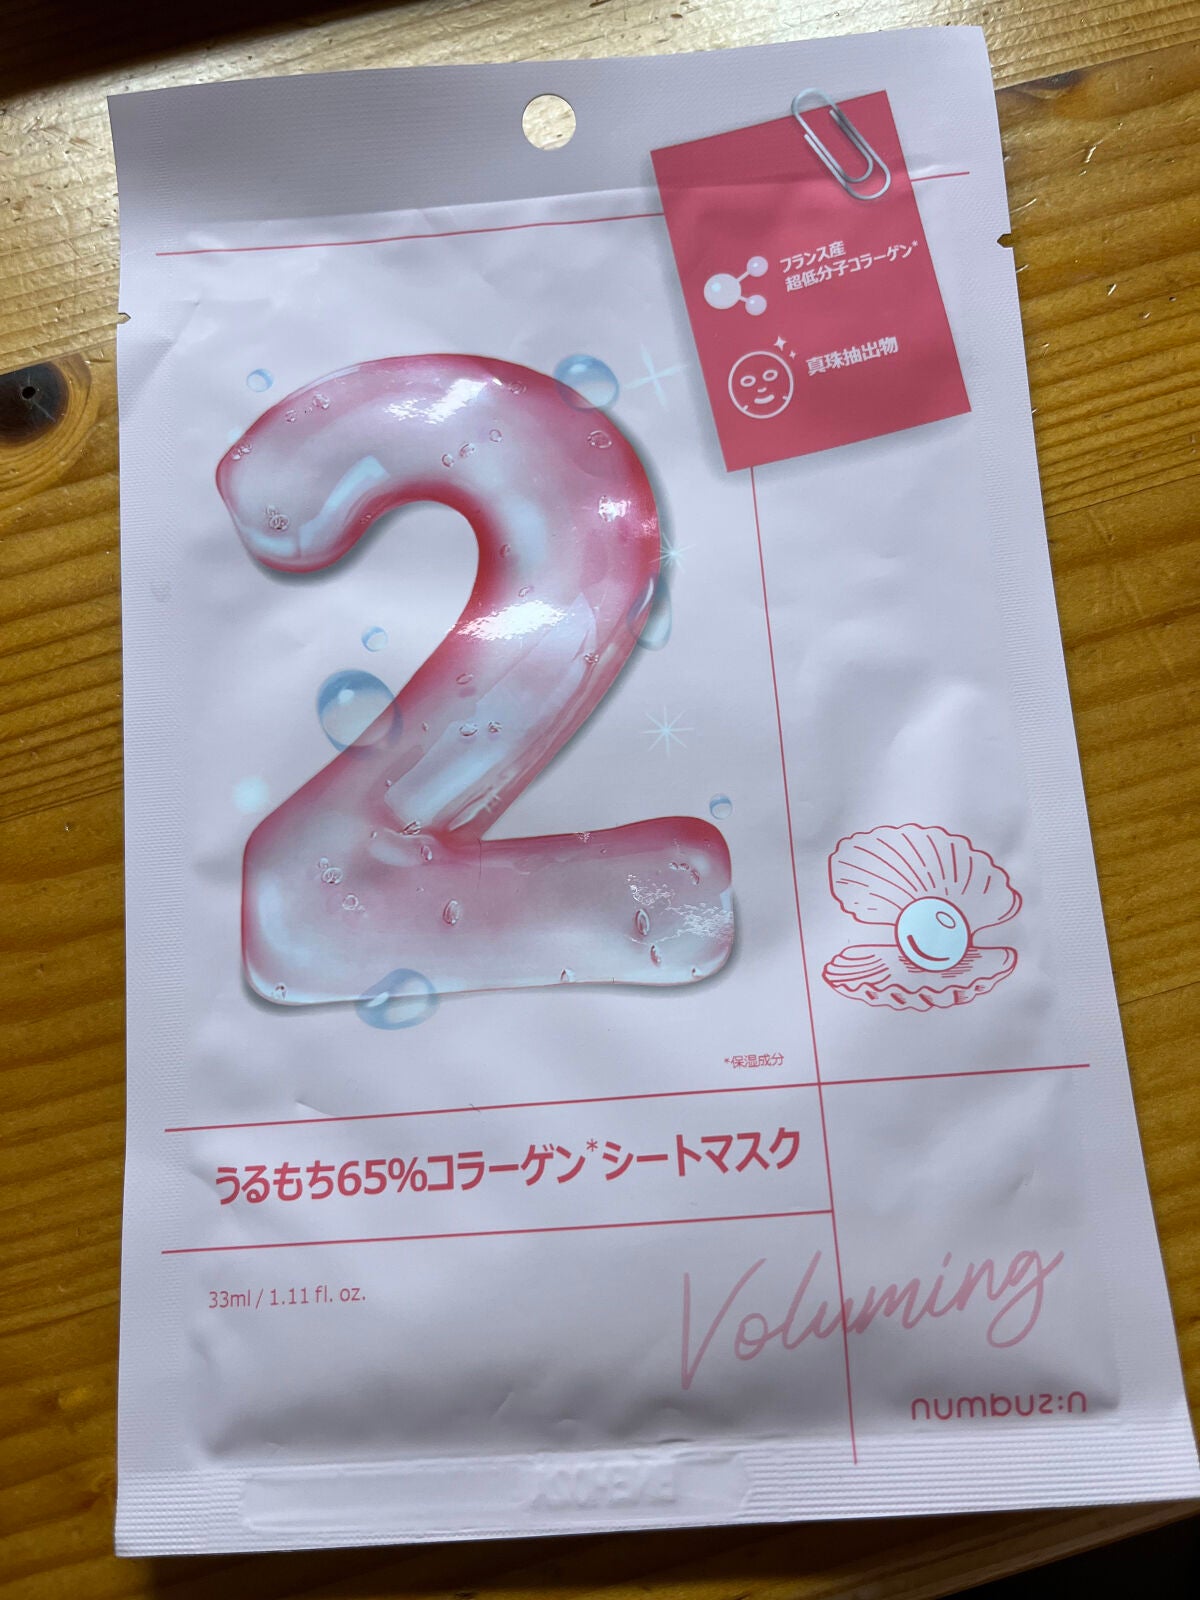 フランス産
超低分子コラーゲン*
真珠抽出物
2
*保湿成分
うるもち65%コラーゲン*シートマスク
33ml / 1.11 fl. oz.
Voluming
numbuz:n